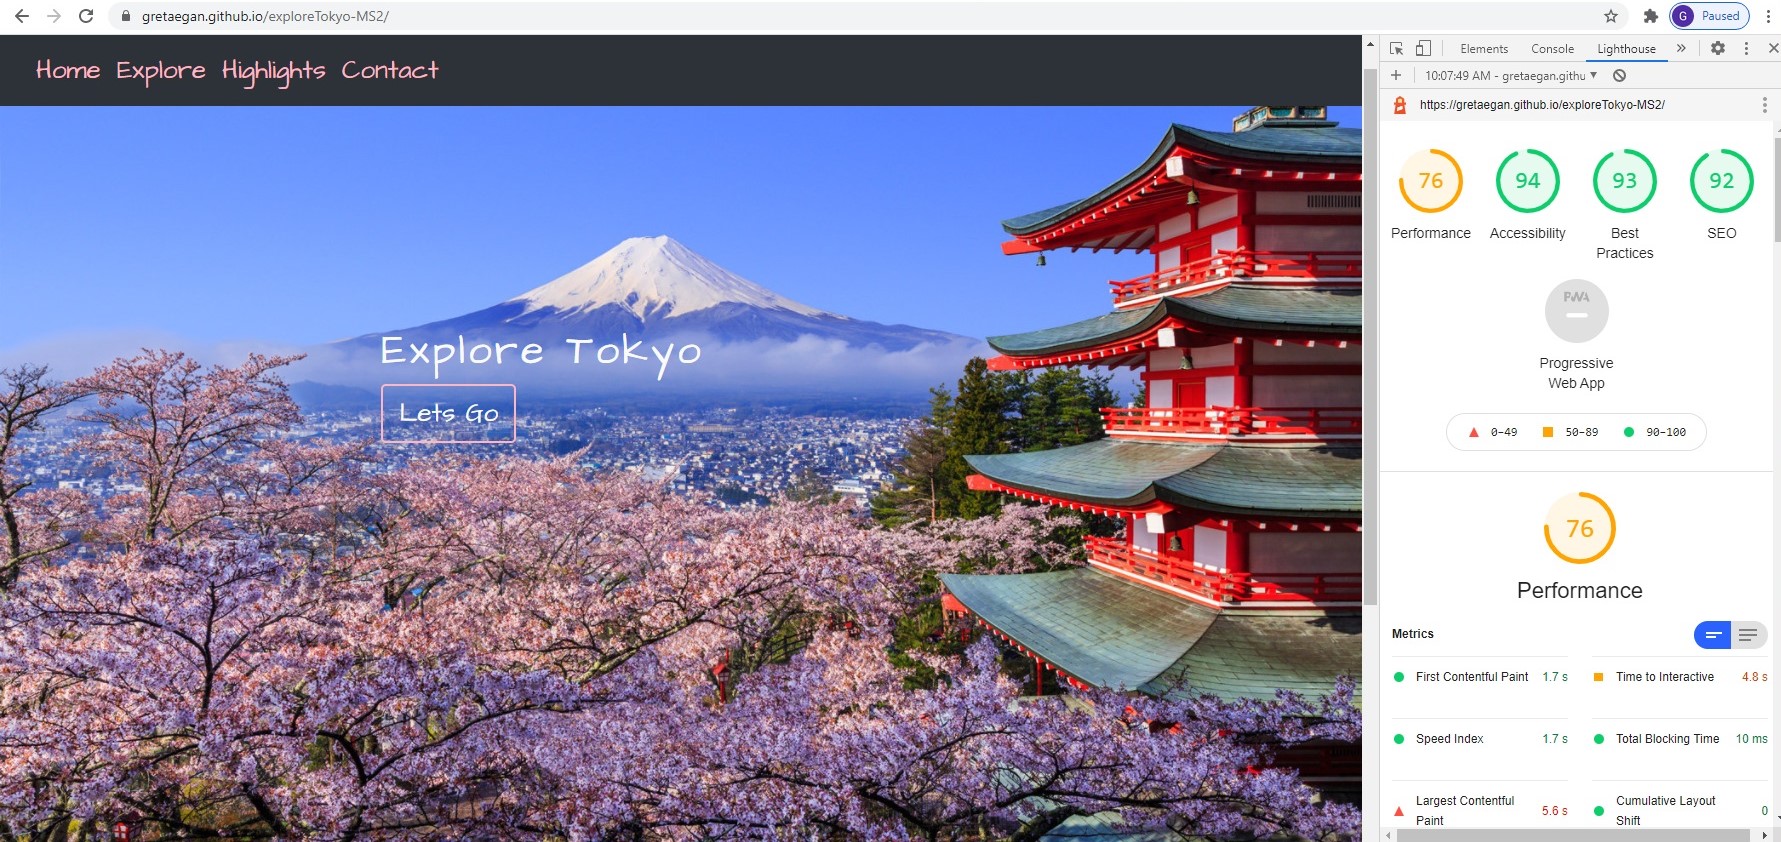 gretaegan.github.io/exploreTokyo-MS2/
G Paused
Home Explore Highlights Contact
Explore Tokyo
Lets Go
Elements Console Lighthouse
10:07:49 AM - gretaegan.githu
https://gretaegan.github.io/exploreTokyo-MS2/
76 94 93 92
Performance Accessibility Best Practices SEO
PWA
Progressive
Web App
0–49 50–89 90–100
76
Performance
Metrics
First Contentful Paint 1.7 s Time to Interactive 4.8 s
Speed Index 1.7 s Total Blocking Time 10 ms
Largest Contentful Paint 5.6 s Cumulative Layout Shift 0